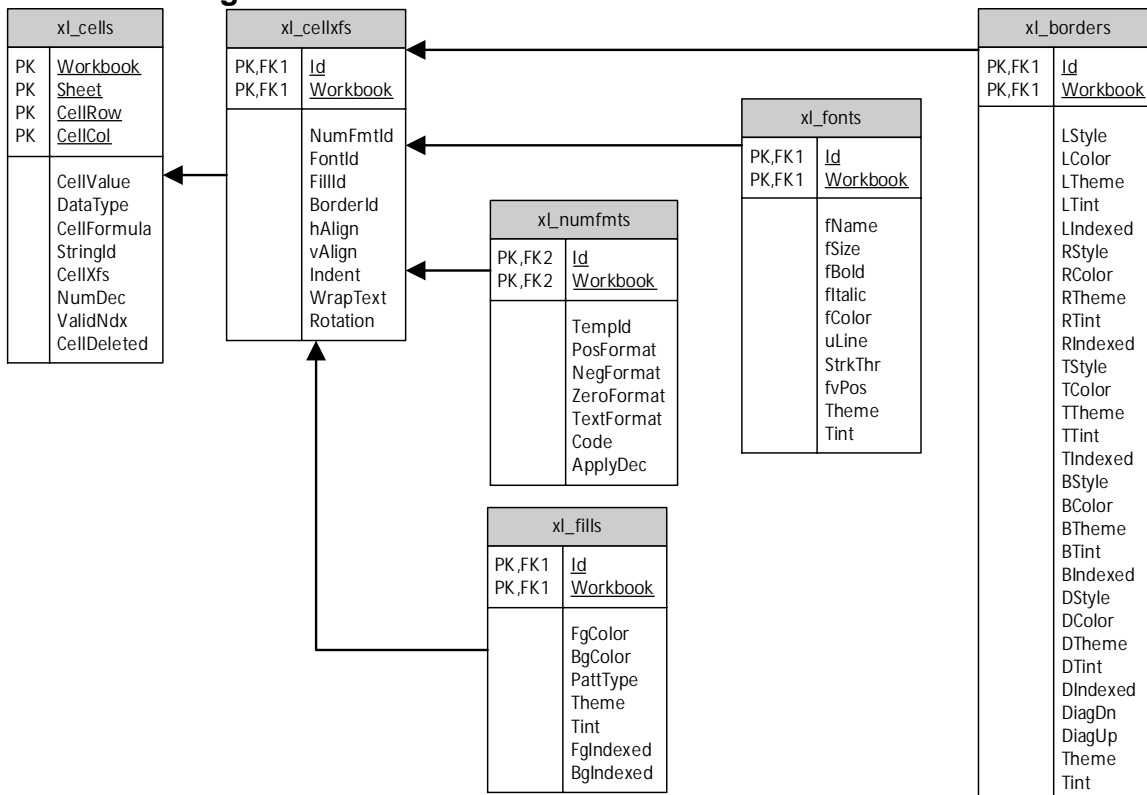 xl_cells
PK Workbook
PK Sheet
PK CellRow
PK CellCol
CellValue
DataType
CellFormula
StringId
CellXfs
NumDec
ValidNdx
CellDeleted
xl_cellxfs
PK,FK1 Id
PK,FK1 Workbook
NumFmtId
FontId
FillId
BorderId
hAlign
vAlign
Indent
WrapText
Rotation
xl_numfmts
PK,FK2 Id
PK,FK2 Workbook
TempId
PosFormat
NegFormat
ZeroFormat
TextFormat
Code
ApplyDec
xl_fills
PK,FK1 Id
PK,FK1 Workbook
FgColor
BgColor
PattType
Theme
Tint
FgIndexed
BgIndexed
xl_fonts
PK,FK1 Id
PK,FK1 Workbook
fName
fSize
fBold
fItalic
fColor
uLine
StrkThr
fvPos
Theme
Tint
xl_borders
PK,FK1 Id
PK,FK1 Workbook
LStyle
LColor
LTheme
LTint
LIndexed
RStyle
RColor
RTheme
RTint
RIndexed
TStyle
TColor
TTheme
TTint
TIndexed
BStyle
BColor
BTheme
BTint
BIndexed
DStyle
DColor
DTheme
DTint
DIndexed
DiagDn
DiagUp
Theme
Tint